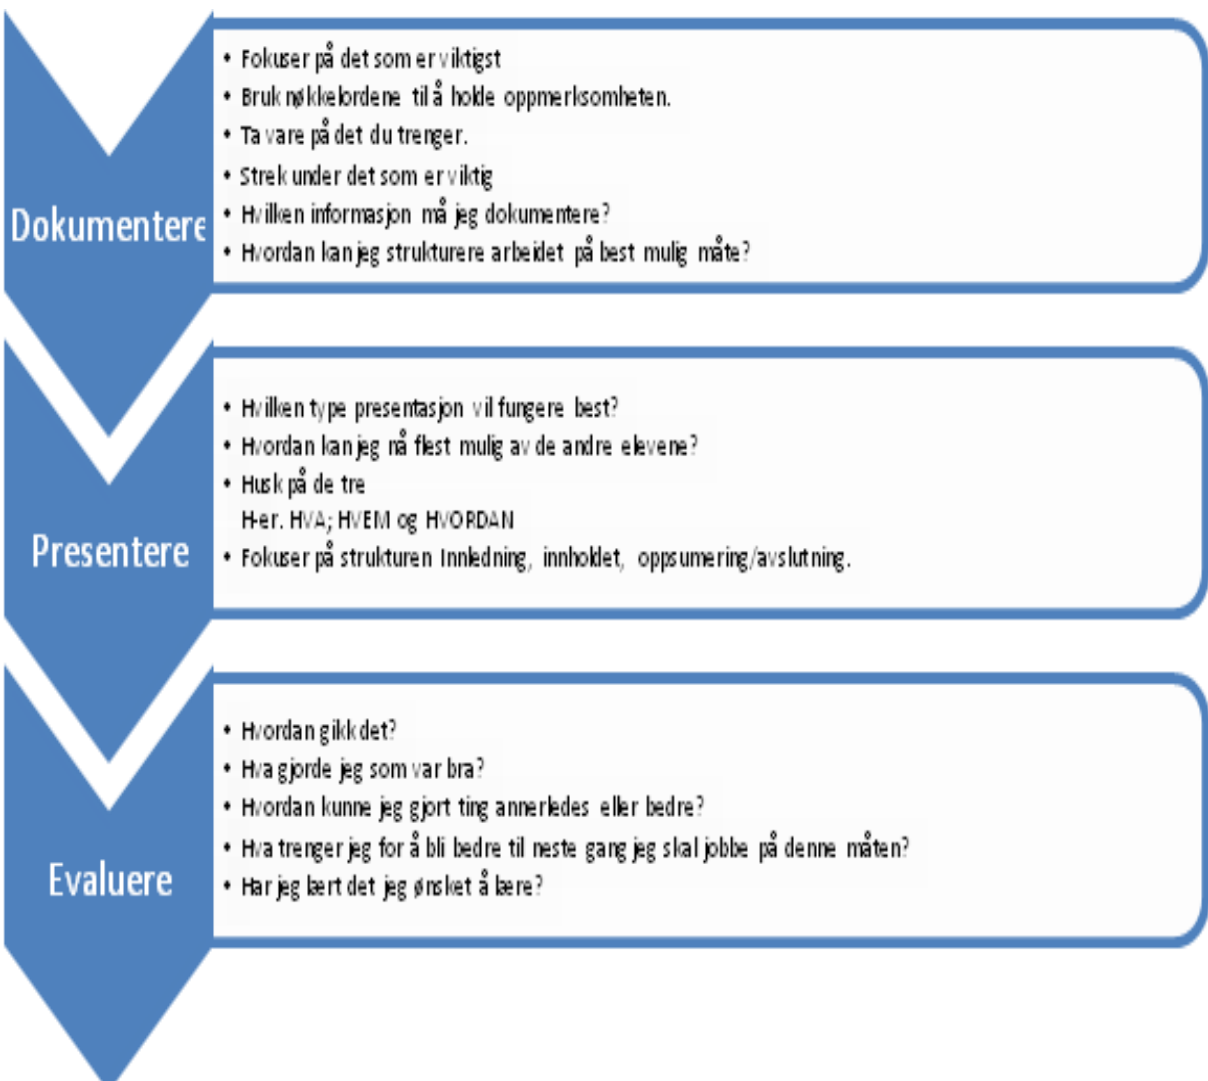 Dokumentere
• Fokuser på det som er viktigst
• Bruk nøkkelordene til å holde oppmerksomheten.
• Ta vare på det du trenger.
• Strek under det som er viktig
• Hvilken informasjon må jeg dokumentere?
• Hvordan kan jeg strukturere arbeidet på best mulig måte?
Presentere
• Hvilken type presentasjon vil fungere best?
• Hvordan kan jeg nå flest mulig av de andre elevene?
• Husk på de tre
H-er. HVA; HVEM og HVORDAN
• Fokuser på strukturen Innledning, innholdet, oppsumering/avslutning.
Evaluere
• Hvordan gikk det?
• Hva gjorde jeg som var bra?
• Hvordan kunne jeg gjort ting annerledes eller bedre?
• Hva trenger jeg for å bli bedre til neste gang jeg skal jobbe på denne måten?
• Har jeg lært det jeg ønsket å lære?